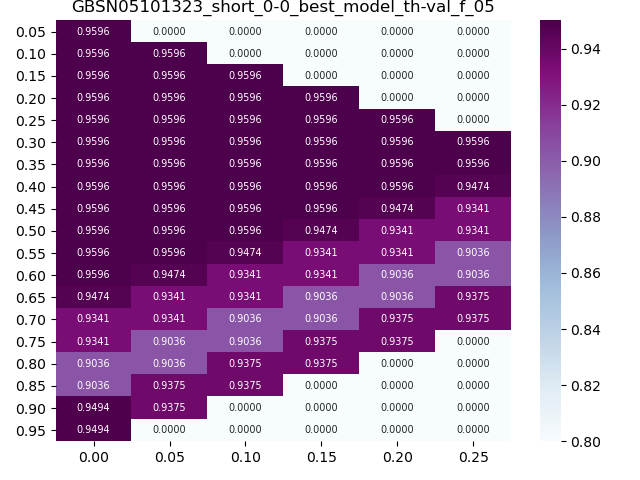 GBSN05101323_short_0-0_best_model_th-val_f_05
0.05 0.9596 0.0000 0.0000 0.0000 0.0000 0.0000
0.10 0.9596 0.9596 0.0000 0.0000 0.0000 0.0000
0.15 0.9596 0.9596 0.9596 0.0000 0.0000 0.0000
0.20 0.9596 0.9596 0.9596 0.9596 0.0000 0.0000
0.25 0.9596 0.9596 0.9596 0.9596 0.9596 0.0000
0.30 0.9596 0.9596 0.9596 0.9596 0.9596 0.9596
0.35 0.9596 0.9596 0.9596 0.9596 0.9596 0.9596
0.40 0.9596 0.9596 0.9596 0.9596 0.9596 0.9474
0.45 0.9596 0.9596 0.9596 0.9596 0.9474 0.9341
0.50 0.9596 0.9596 0.9596 0.9474 0.9341 0.9341
0.55 0.9596 0.9596 0.9474 0.9341 0.9341 0.9036
0.60 0.9596 0.9474 0.9341 0.9341 0.9036 0.9036
0.65 0.9474 0.9341 0.9341 0.9036 0.9036 0.9375
0.70 0.9341 0.9341 0.9036 0.9036 0.9375 0.9375
0.75 0.9341 0.9036 0.9036 0.9375 0.9375 0.0000
0.80 0.9036 0.9036 0.9375 0.9375 0.0000 0.0000
0.85 0.9036 0.9375 0.9375 0.0000 0.0000 0.0000
0.90 0.9494 0.9375 0.0000 0.0000 0.0000 0.0000
0.95 0.9494 0.0000 0.0000 0.0000 0.0000 0.0000
0.00 0.05 0.10 0.15 0.20 0.25
0.94
0.92
0.90
0.88
0.86
0.84
0.82
0.80